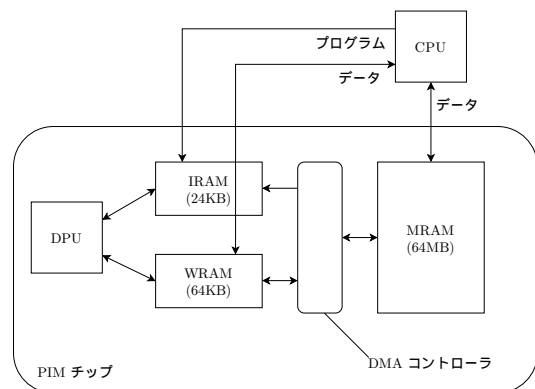 プログラム
CPU
データ
データ
IRAM
(24KB)
MRAM
(64MB)
DPU
WRAM
(64KB)
DMA コントローラ
PIM チップ